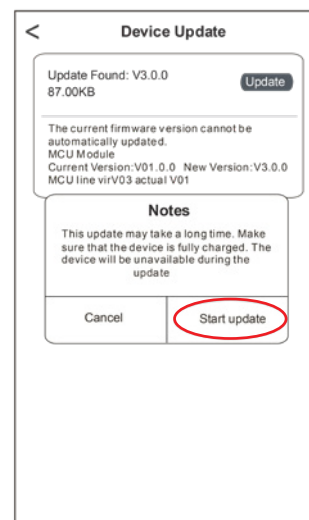 < Device Update
Update Found: V3.0.0
87.00KB
Update
The current firmware version cannot be
automatically updated.
MCU Module
Current Version:V01.0.0 New Version:V3.0.0
MCU line virV03 actual V01
Notes
This update may take a long time. Make
sure that the device is fully charged. The
device will be unavailable during the
update
Cancel
Start update